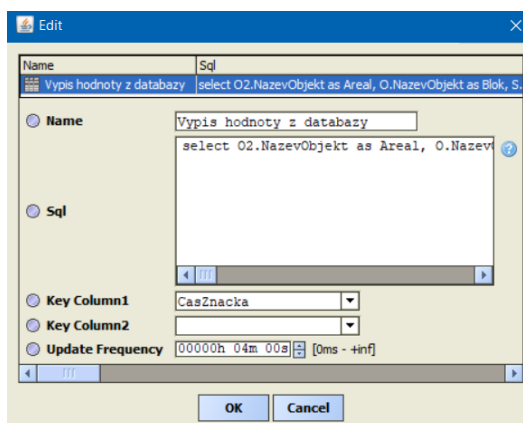 Edit
Name Sql
Vypis hodnoty z databazy select O2.NazevObjekt as Areal, O.NazevObjekt as Blok, S.
Name Vypis hodnoty z databazy
select O2.NazevObjekt as Areal, O.Nazev
Sql
Key Column1 CasZnacka
Key Column2
Update Frequency 00000h 04m 00s [0ms - +inf]
OK Cancel